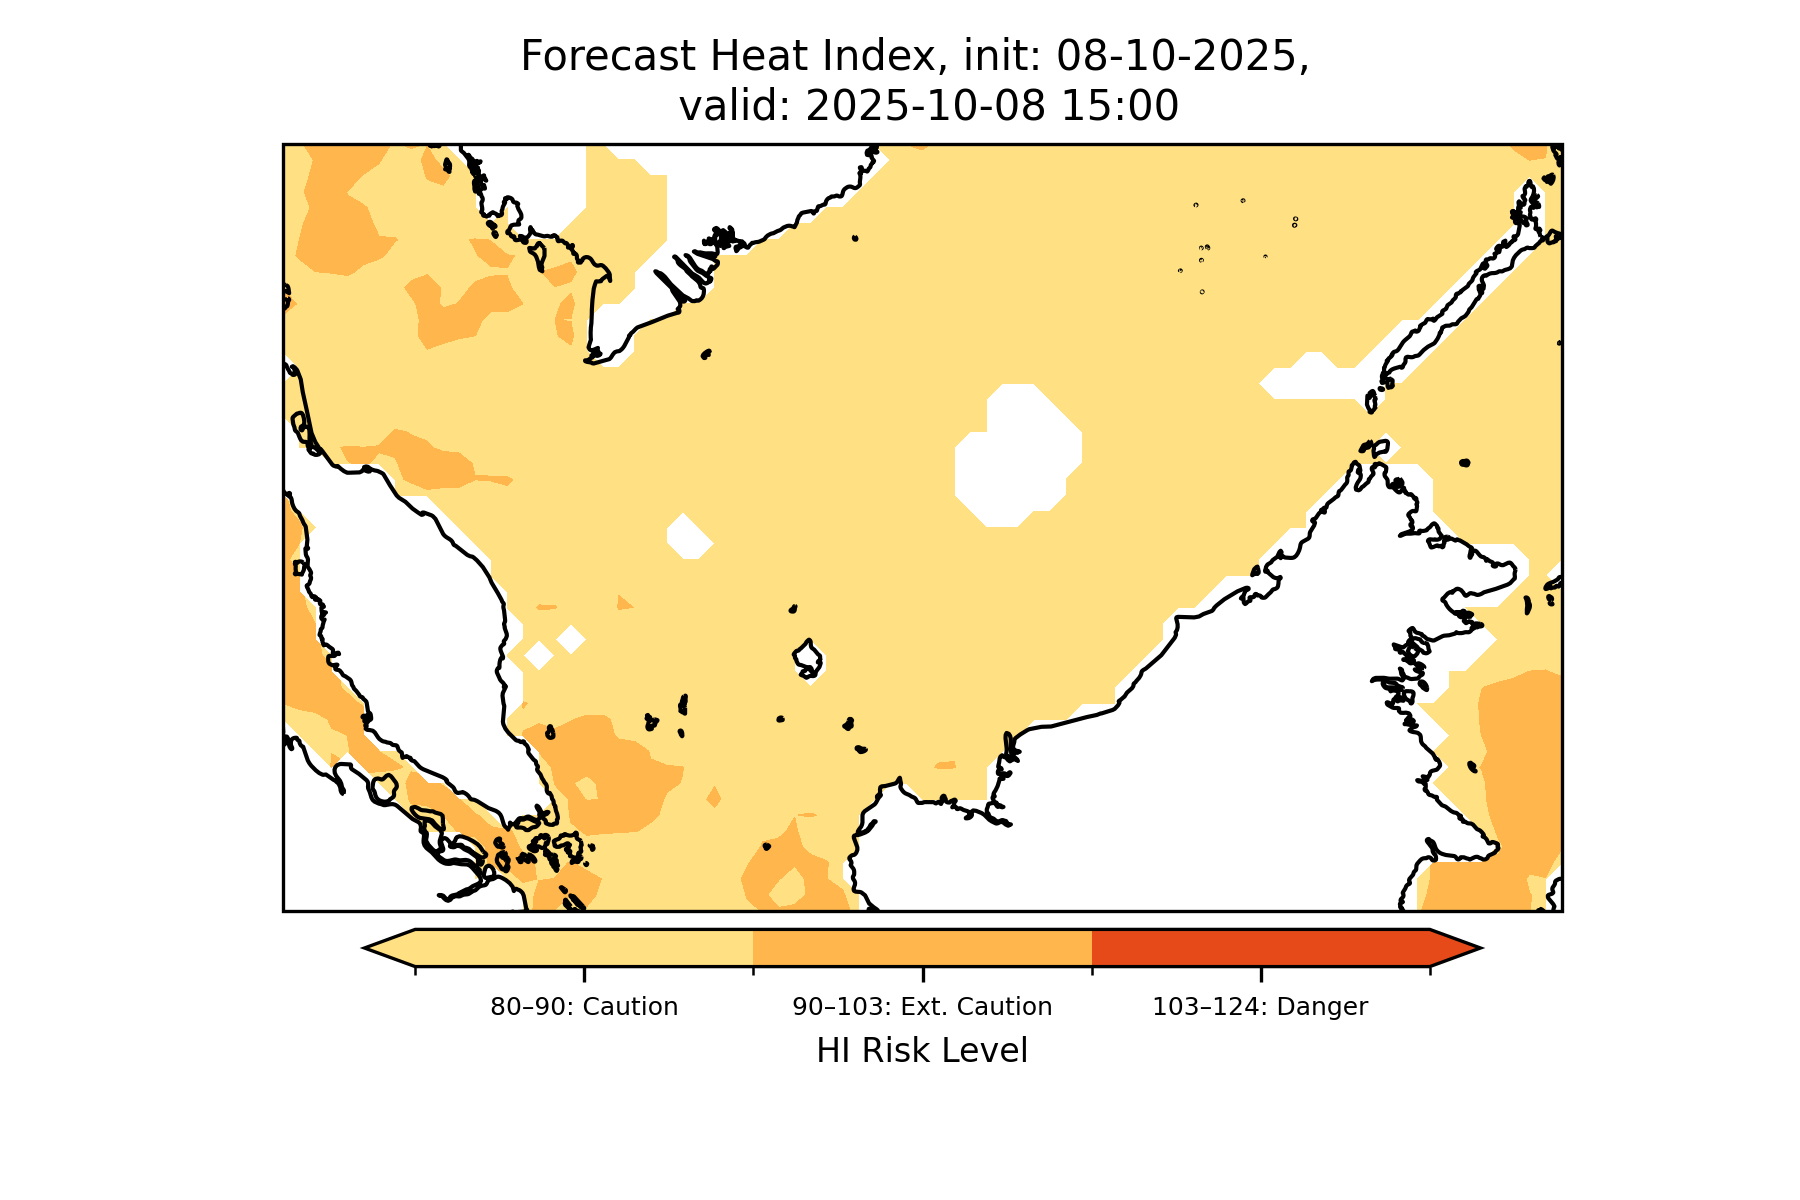 Forecast Heat Index, init: 08-10-2025,
valid: 2025-10-08 15:00
80–90: Caution
90–103: Ext. Caution
103–124: Danger
HI Risk Level